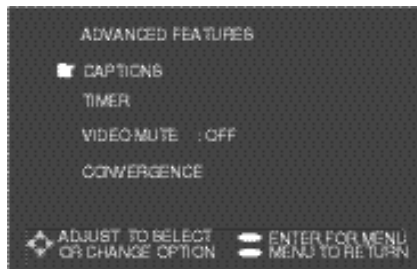 ADVANCED FEATURES
CAPTIONS
TIMER
VIDEO MUTE : OFF
CONVERGENCE
ADJUST TO SELECT
OR CHANGE OPTION
ENTER FOR MENU
MENU TO RETURN